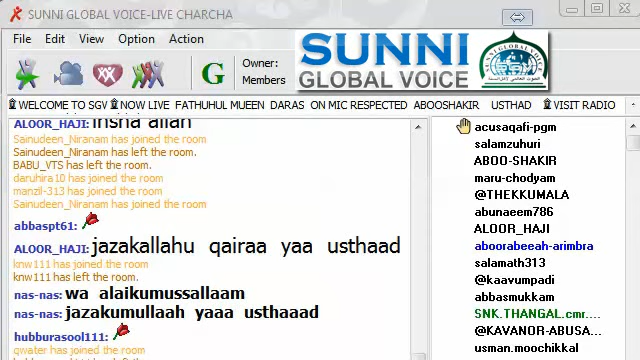 SUNNI GLOBAL VOICE-LIVE CHARCHA
File Edit View Option Action
SUNNI
GLOBAL VOICE
G
Owner:
Members
WELCOME TO SGV NOW LIVE FATHUHUL MUEEN DARAS ON MIC RESPECTED ABOOSHAKIR USTHAD VISIT RADIO
ALOOR_HAJI: insha allah
Sainudeen_Niranam has joined the room
Sainudeen_Niranam has left the room.
BABU_VTS has left the room.
daruhira10 has joined the room
manzil-313 has joined the room
Sainudeen_Niranam has joined the room
abbaspt61:
ALOOR_HAJI: jazakallahu qairaa yaa usthaad
knw111 has joined the room
knw111 has left the room.
nas-nas: wa alaikumussallaam
nas-nas: jazakumullaah yaaa usthaaad
hubburasool111:
qwater has joined the room
acusaqafi-pgm
salamzuhuri
ABOO-SHAKIR
maru-chodyam
@THEKKUMALA
abunaeem786
ALOOR_HAJI
aboorabeeah-arimbra
salamath313
@kaavumpadi
abbasmukkam
SNK.THANGAL.cmr....
@KAVANOR-ABUSA...
usman.moochikkal